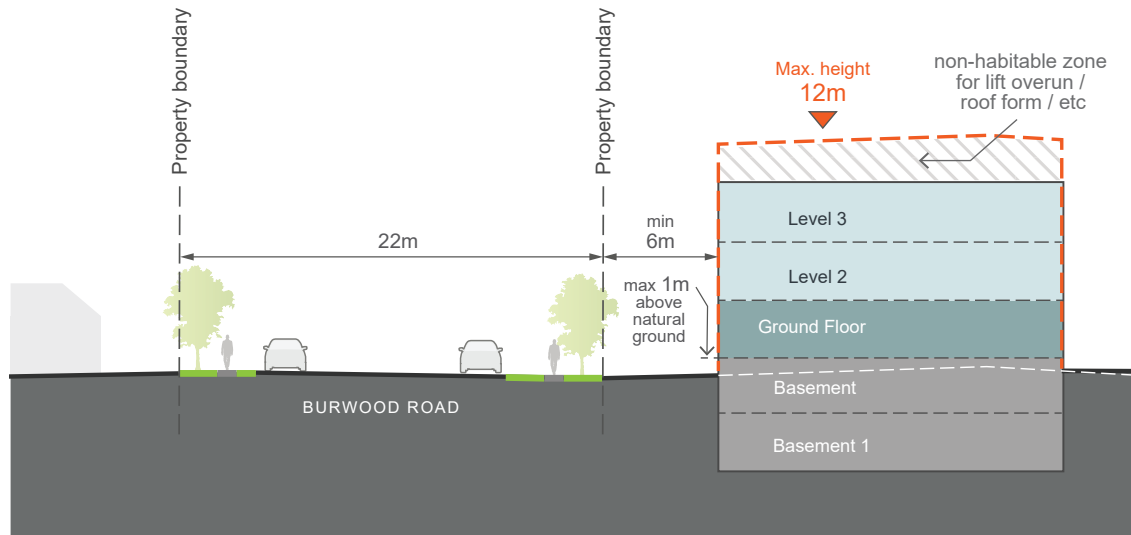 Property boundary
Property boundary
Max. height
12m
non-habitable zone
for lift overun /
roof form / etc
22m
min
6m
max 1m
above
natural
ground
Level 3
Level 2
Ground Floor
Basement
Basement 1
BURWOOD ROAD